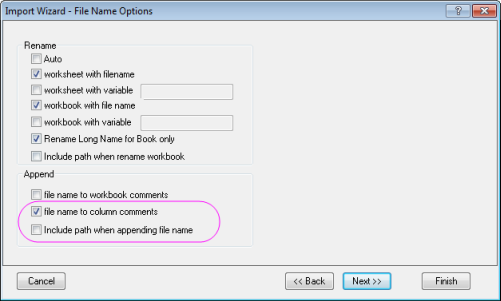 Import Wizard - File Name Options
Rename
Auto
worksheet with filename
worksheet with variable
workbook with file name
workbook with variable
Rename Long Name for Book only
Include path when rename workbook
Append
file name to workbook comments
file name to column comments
Include path when appending file name
Cancel
<< Back
Next >>
Finish